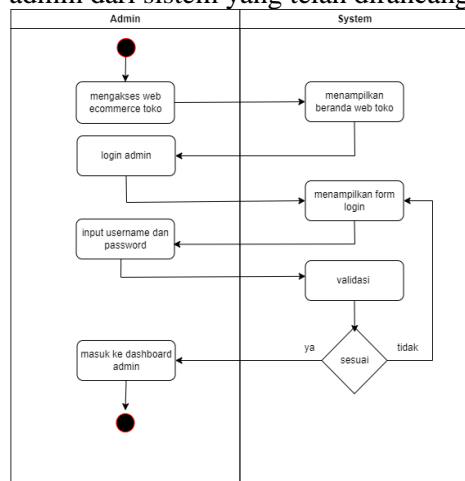 admin dari sistem yang telah dirancang
Admin
System
mengakses web
ecommerce toko
menampilkan
beranda web toko
login admin
menampilkan form
login
input username dan
password
validasi
ya
sesuai
tidak
masuk ke dashboard
admin